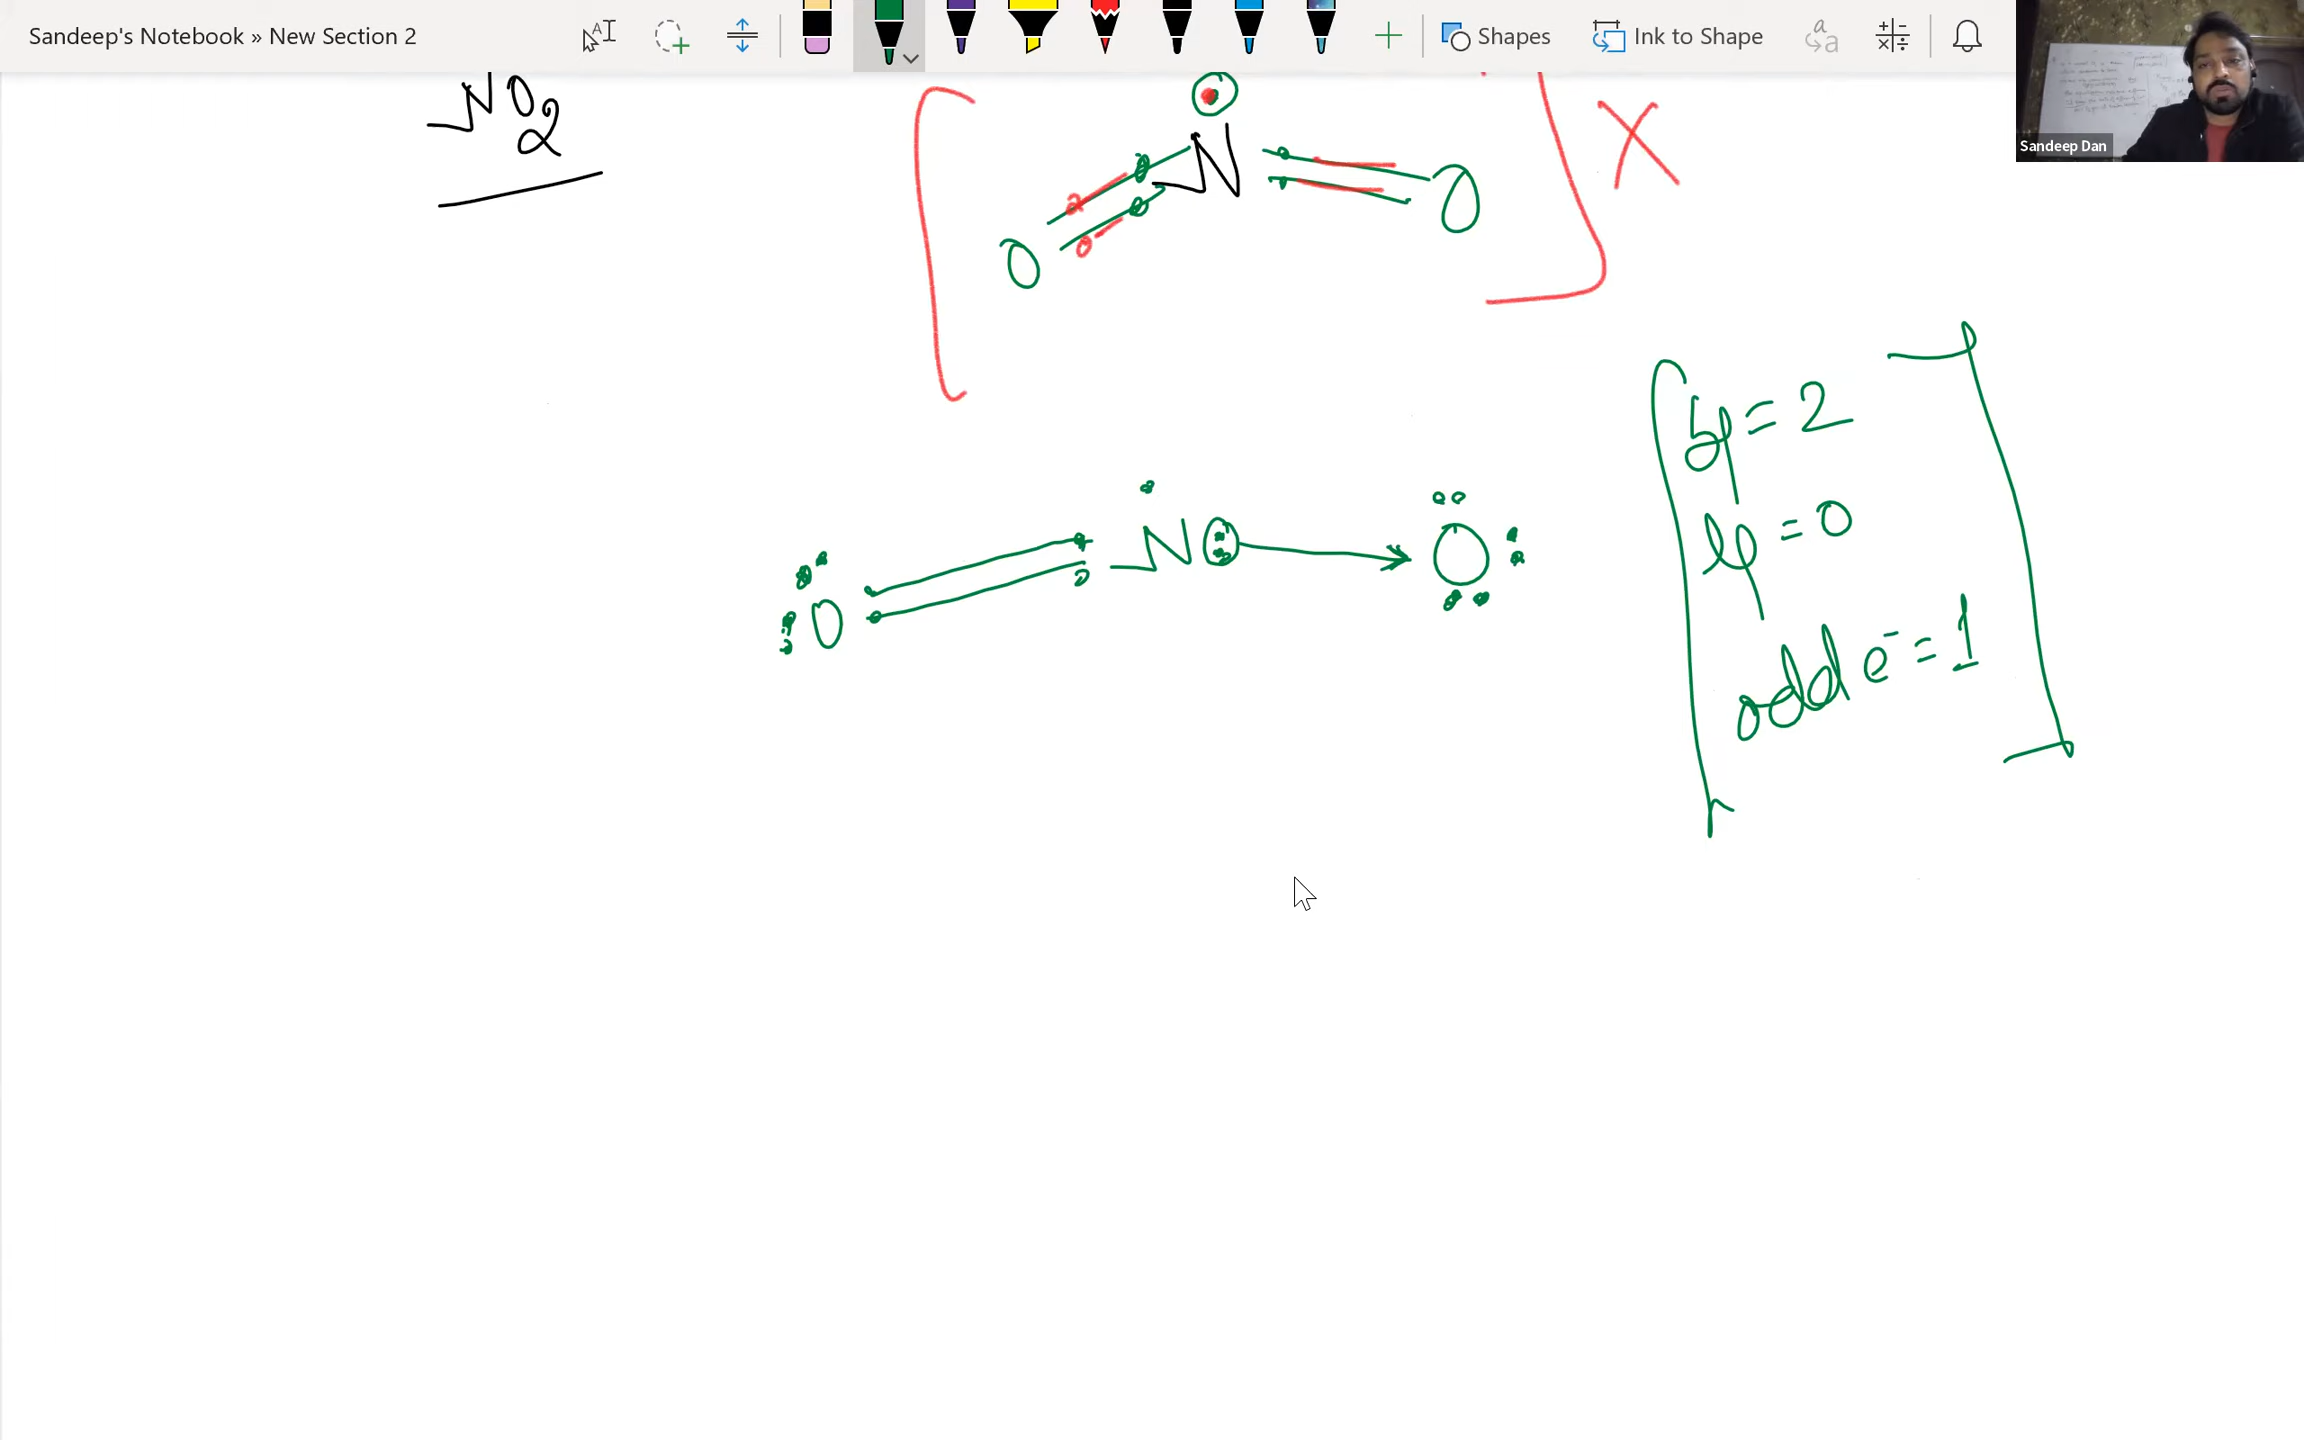 Sandeep's Notebook » New Section 2
Shapes
Ink to Shape
Sandeep Dan
NO2
N
O
O
O
N
O
bp = 2
lp = 0
odd e⁻ = 1
X